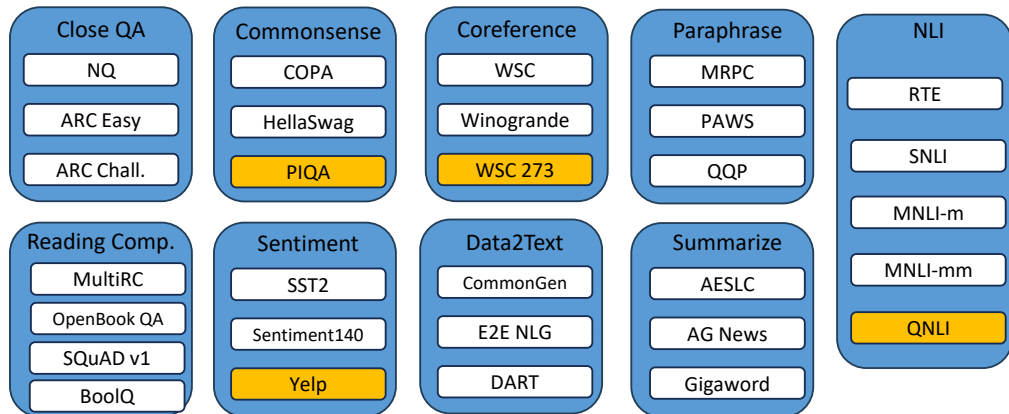 Close QA
NQ
ARC Easy
ARC Chall.
Commonsense
COPA
HellaSwag
PIQA
Coreference
WSC
Winogrande
WSC 273
Paraphrase
MRPC
PAWS
QQP
NLI
RTE
SNLI
MNLI-m
MNLI-mm
QNLI
Reading Comp.
MultiRC
OpenBook QA
SQuAD v1
BoolQ
Sentiment
SST2
Sentiment140
Yelp
Data2Text
CommonGen
E2E NLG
DART
Summarize
AESLC
AG News
Gigaword